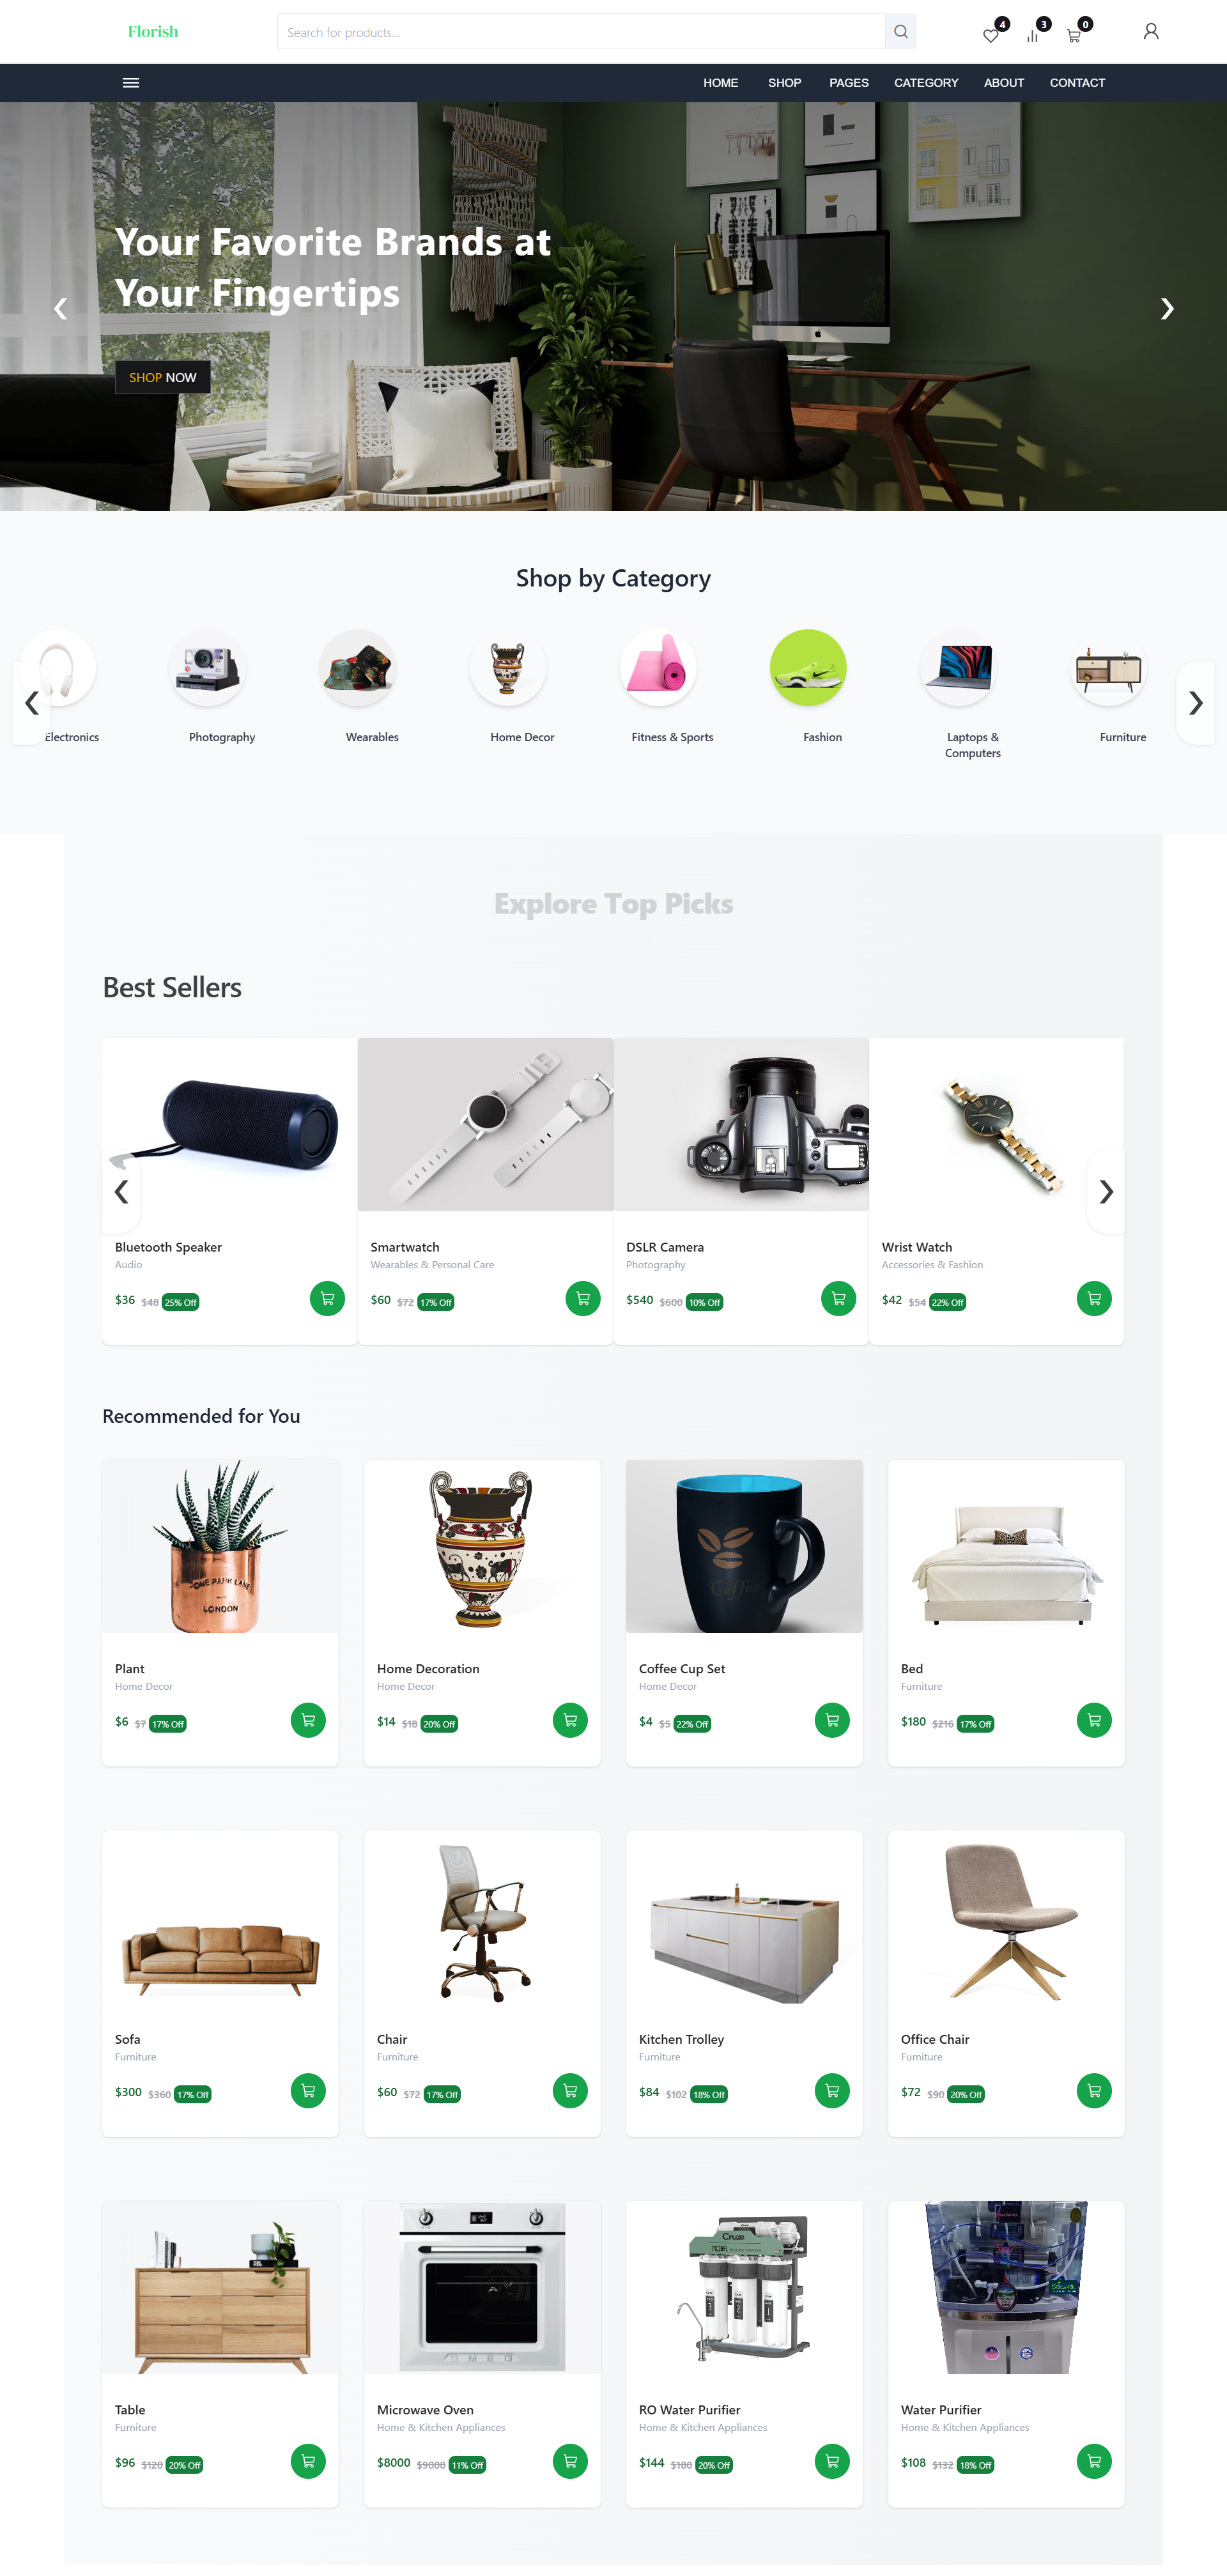 Florish
Search for products...
4
3
0
HOME SHOP PAGES CATEGORY ABOUT CONTACT
Your Favorite Brands at
Your Fingertips
SHOP NOW
Shop by Category
Electronics
Photography
Wearables
Home Decor
Fitness & Sports
Fashion
Laptops &
Computers
Furniture
Explore Top Picks
Best Sellers
Bluetooth Speaker
Audio
$36 $48 25% Off
Smartwatch
Wearables & Personal Care
$60 $72 17% Off
DSLR Camera
Photography
$540 $600 10% Off
Wrist Watch
Accessories & Fashion
$42 $54 22% Off
Recommended for You
ONE PARK LANE
LONDON
Plant
Home Decor
$6 $7 17% Off
Home Decoration
Home Decor
$14 $18 20% Off
Coffee
Coffee Cup Set
Home Decor
$4 $5 22% Off
Bed
Furniture
$180 $216 17% Off
Sofa
Furniture
$300 $360 17% Off
Chair
Furniture
$60 $72 17% Off
Kitchen Trolley
Furniture
$84 $102 18% Off
Office Chair
Furniture
$72 $90 20% Off
Table
Furniture
$96 $120 20% Off
SMEG
Microwave Oven
Home & Kitchen Appliances
$8000 $9000 11% Off
Cruze
RO Water Purifier
Home & Kitchen Appliances
$144 $180 20% Off
Water Purifier
Home & Kitchen Appliances
$108 $132 18% Off